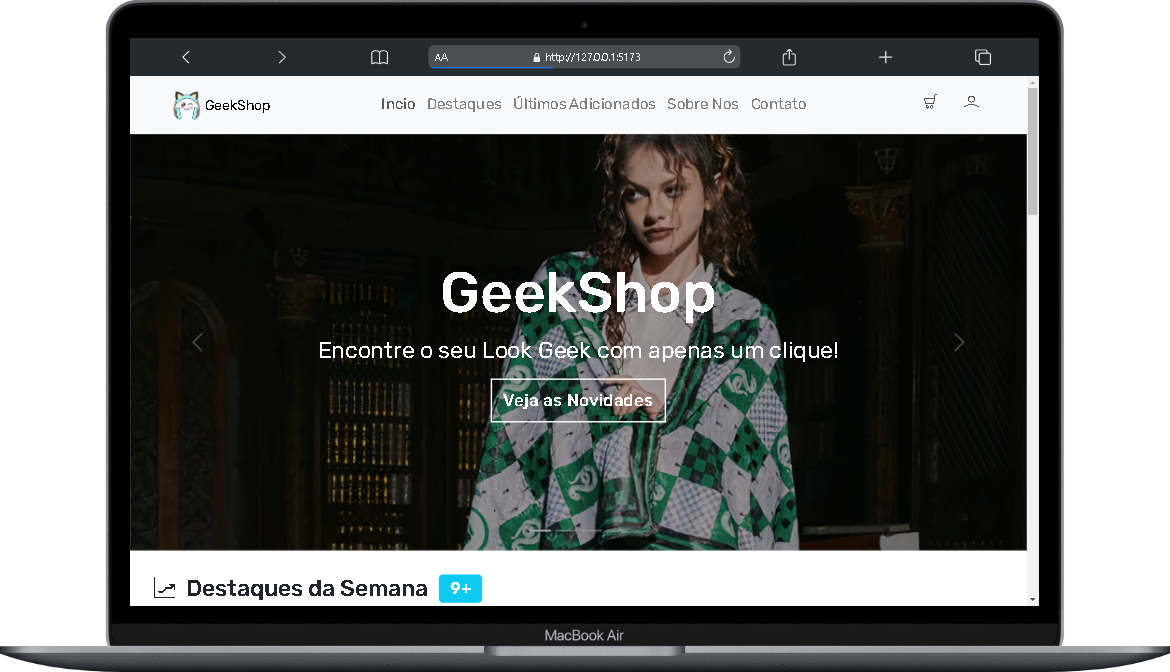 AA http://127.0.0.1:5173
GeekShop Incio Destaques Últimos Adicionados Sobre Nos Contato
GeekShop
Encontre o seu Look Geek com apenas um clique!
Veja as Novidades
Destaques da Semana 9+
MacBook Air